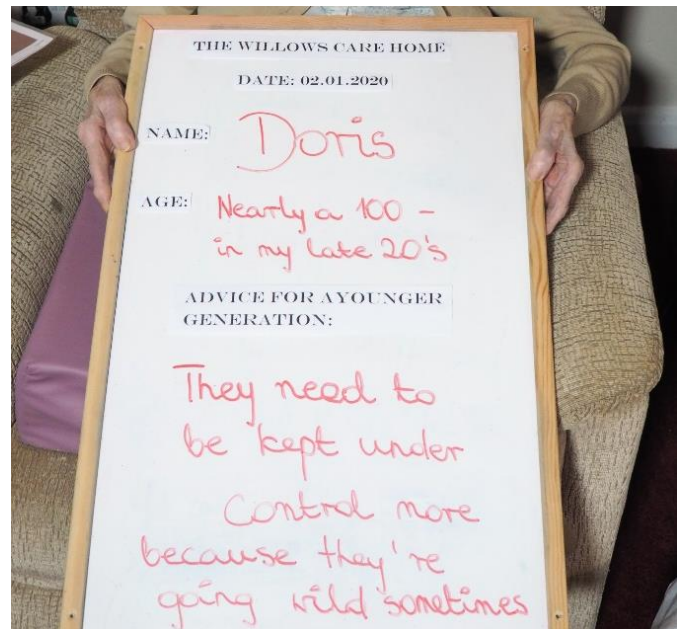 THE WILLOWS CARE HOME
DATE: 02.01.2020
NAME: Doris
AGE: Nearly a 100 -
in my late 20's
ADVICE FOR AYOUNGER
GENERATION:
They need to
be kept under
Control more
because they're
going wild sometimes